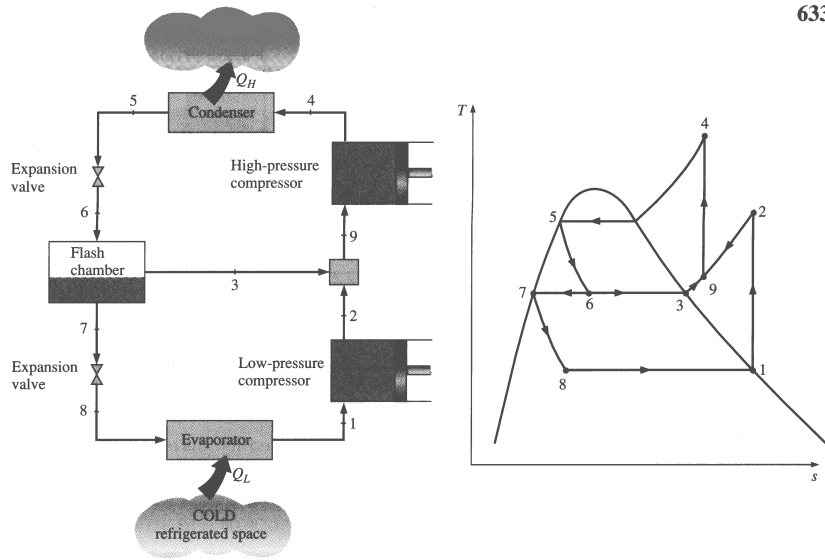 633
Q_H
5
Condenser
4
Expansion
valve
High-pressure
compressor
6
9
Flash
chamber
3
7
2
Expansion
valve
Low-pressure
compressor
8
1
Evaporator
Q_L
COLD
refrigerated space
T
4
5
2
7
6
3
9
8
1
s